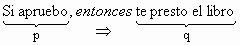 Si apruebo, entonces te presto el libro
p ⇒ q